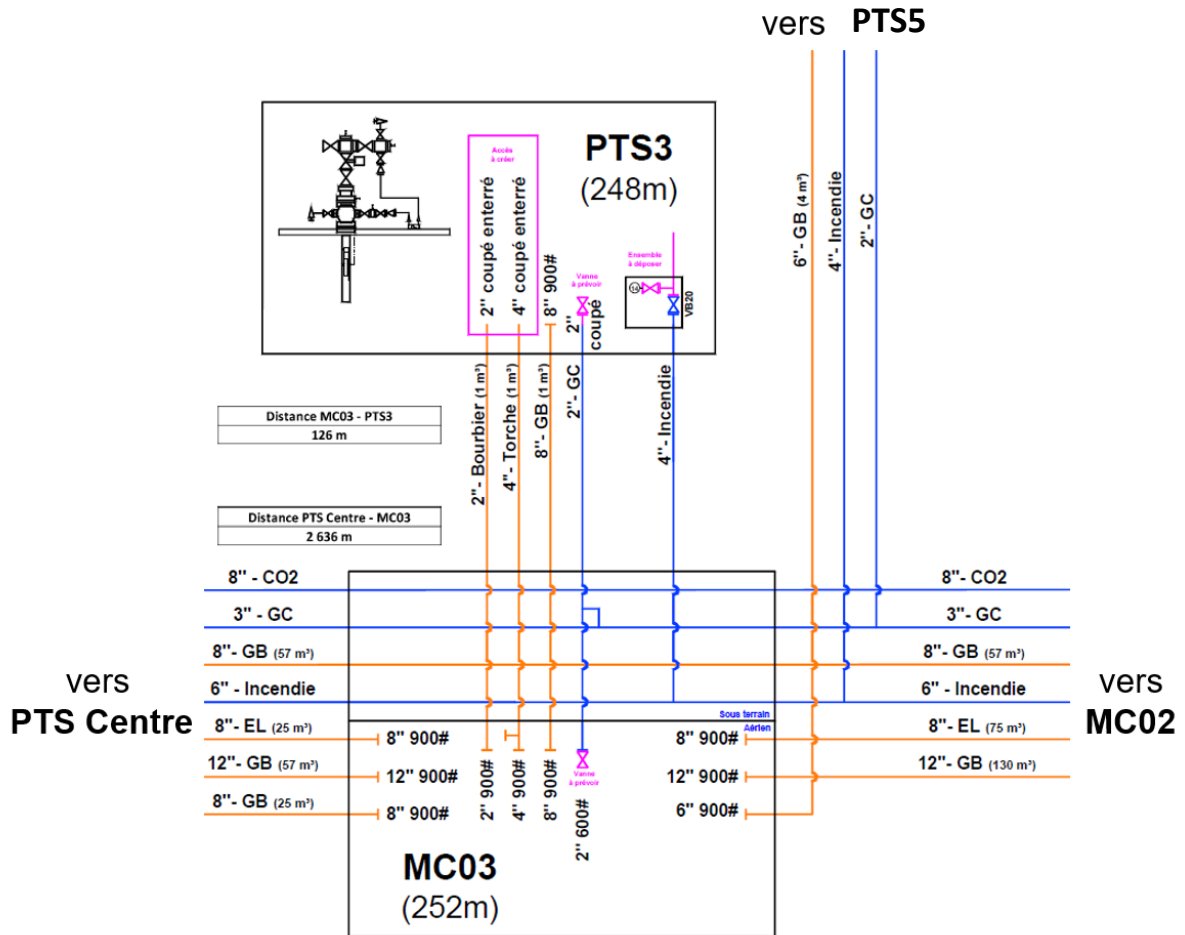 vers PTS5
PTS3
(248m)
Accès
à créer
2'' coupé enterré
4'' coupé enterré
8'' 900#
Vanne
à prévoir
2''
coupé
Ensemble
à déposer
14
VB20
6''- GB (4 m³)
4''- Incendie
2''- GC
Distance MC03 - PTS3
126 m
2''- Bourbier (1 m³)
4''- Torche (1 m³)
8''- GB (1 m³)
2''- GC
4''- Incendie
Distance PTS Centre - MC03
2 636 m
8'' - CO2
8''- CO2
3'' - GC
3''- GC
8''- GB (57 m³)
8''- GB (57 m³)
6'' - Incendie
6'' - Incendie
vers
PTS Centre
vers
MC02
Sous terrain
Aérien
8''- EL (25 m³)
8'' 900#
8'' 900#
8''- EL (75 m³)
12''- GB (57 m³)
12'' 900#
12'' 900#
12''- GB (130 m³)
8''- GB (25 m³)
8'' 900#
6'' 900#
2'' 900#
4'' 900#
8'' 900#
Vanne
à prévoir
2'' 600#
MC03
(252m)